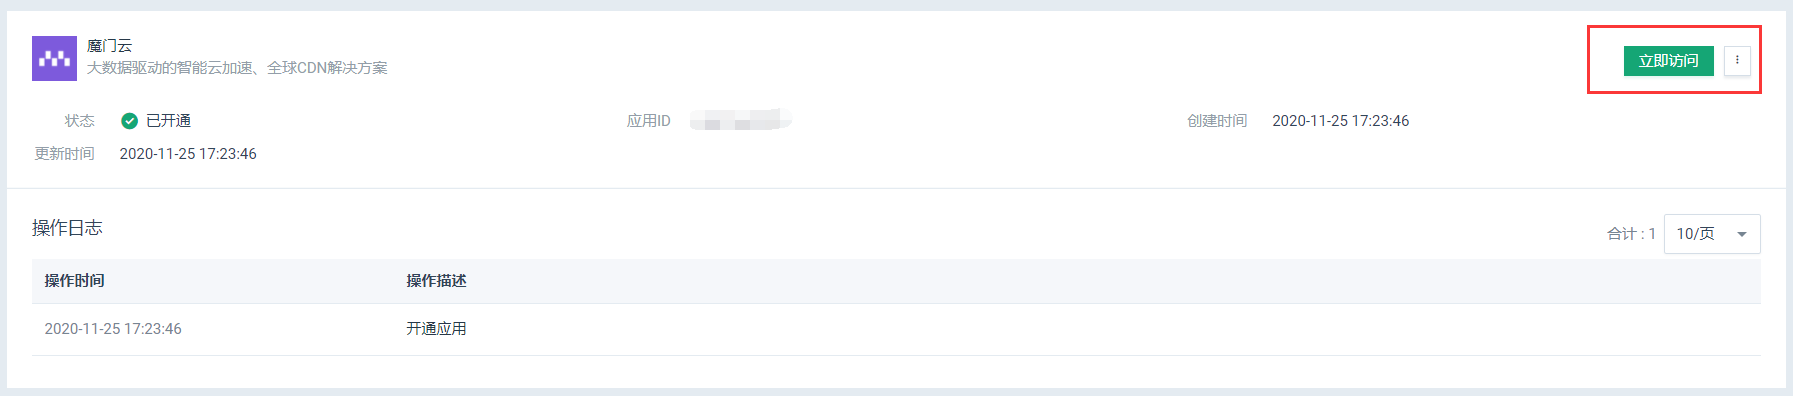 魔门云
大数据驱动的智能云加速、全球CDN解决方案
立即访问
状态 已开通 应用ID 创建时间 2020-11-25 17:23:46
更新时间 2020-11-25 17:23:46
操作日志
合计 : 1 10/页
操作时间 操作描述
2020-11-25 17:23:46 开通应用